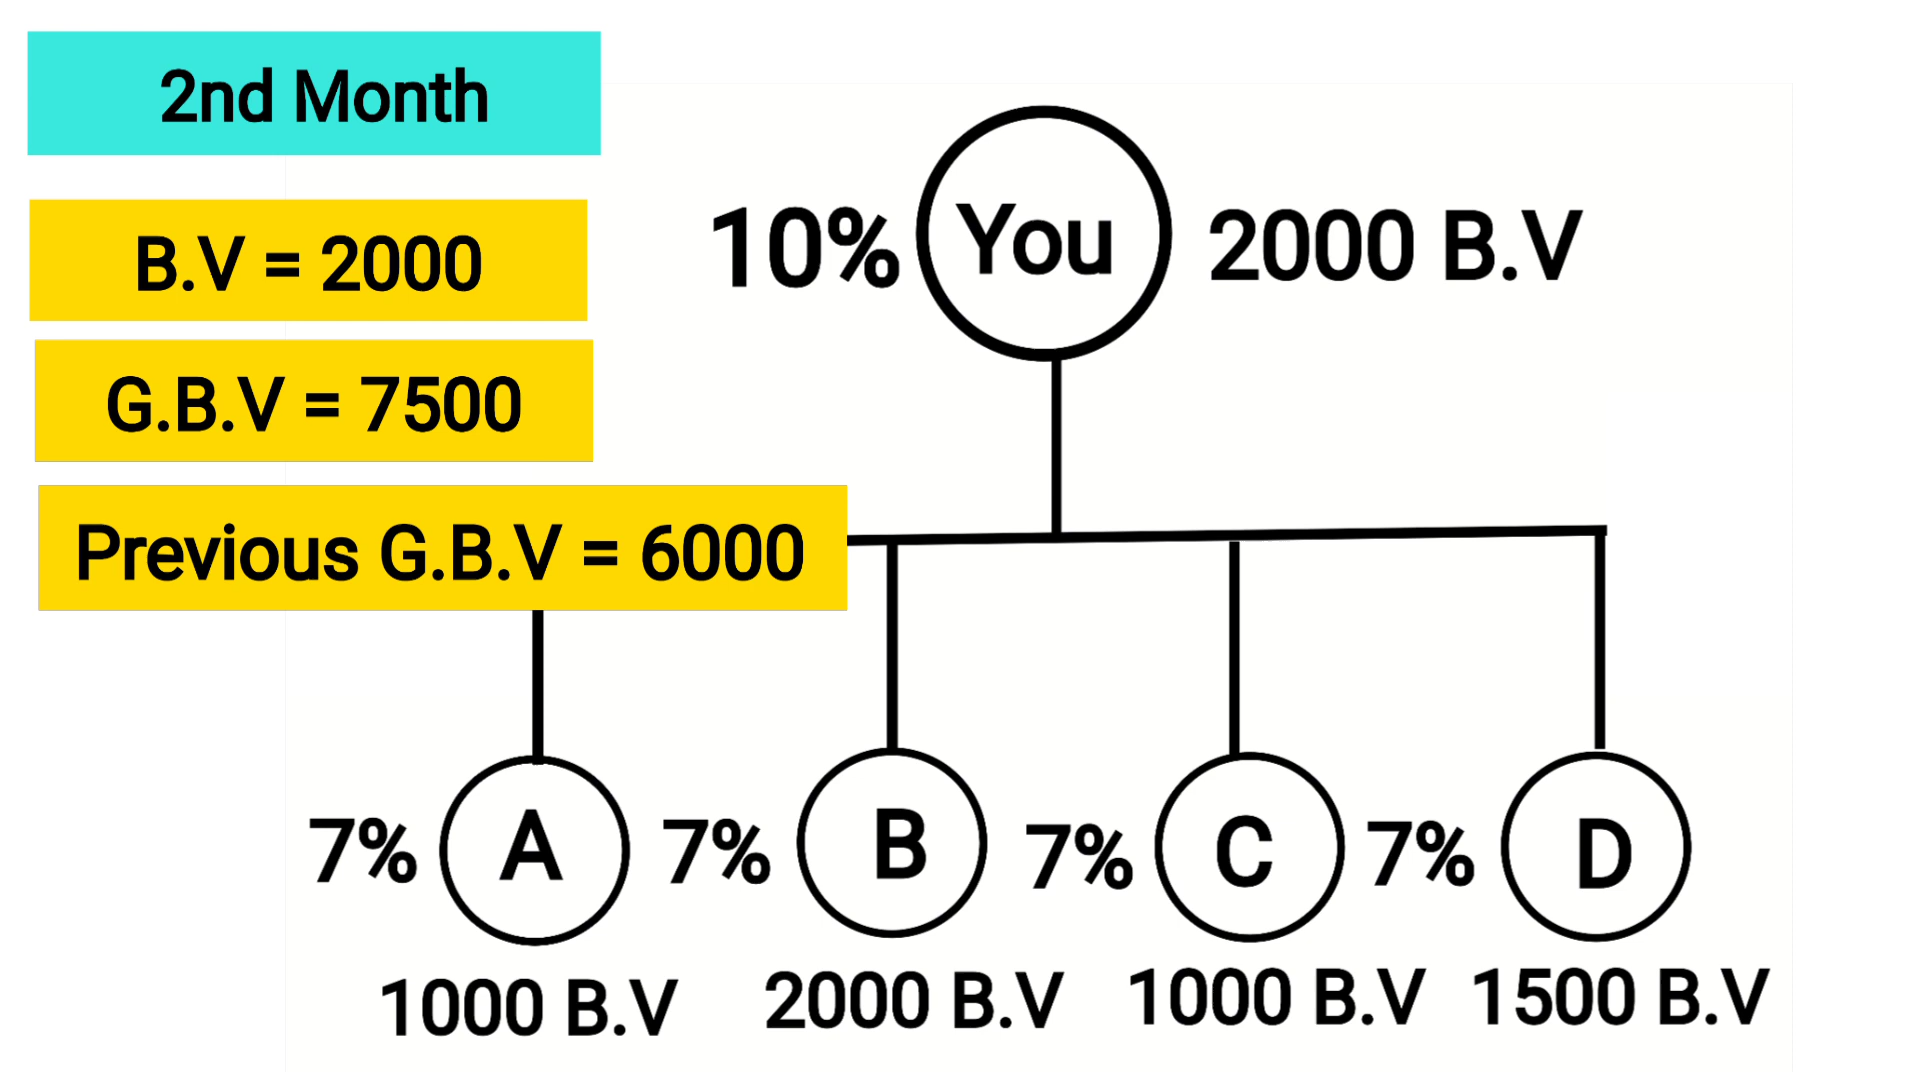 2nd Month
B.V = 2000
G.B.V = 7500
Previous G.B.V = 6000
10% You 2000 B.V
7% A 7% B 7% C 7% D
1000 B.V 2000 B.V 1000 B.V 1500 B.V